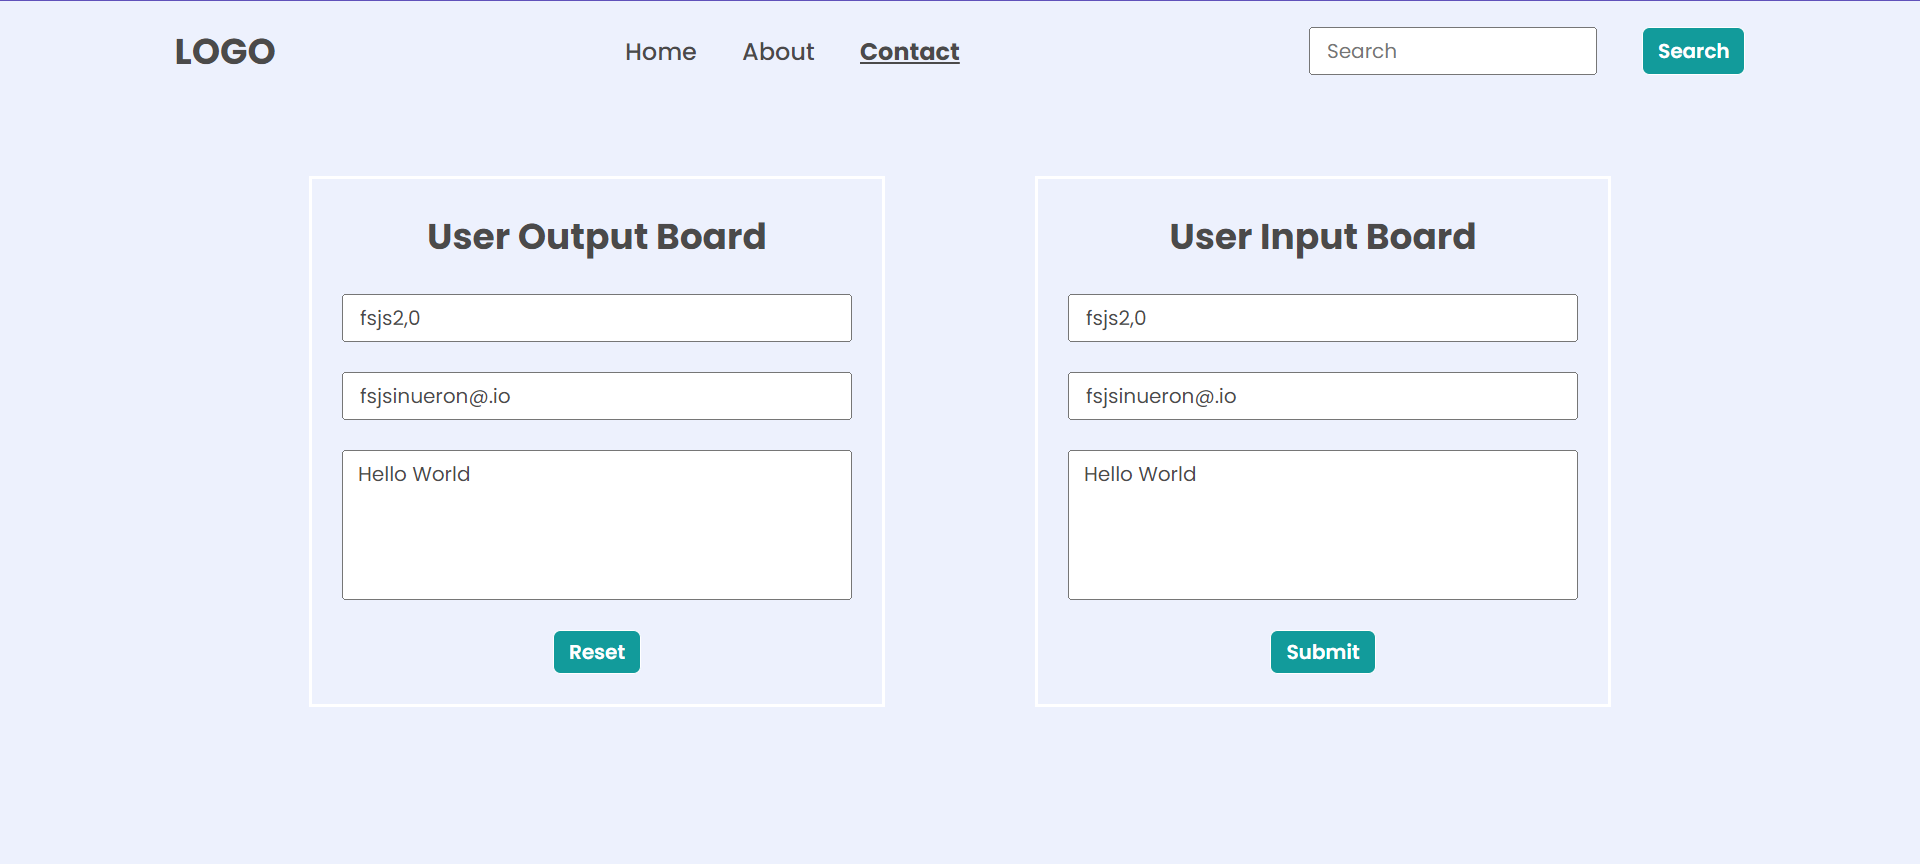 LOGO
Home About Contact
Search Search
User Output Board
fsjs2,0
fsjsinueron@.io
Hello World
Reset
User Input Board
fsjs2,0
fsjsinueron@.io
Hello World
Submit